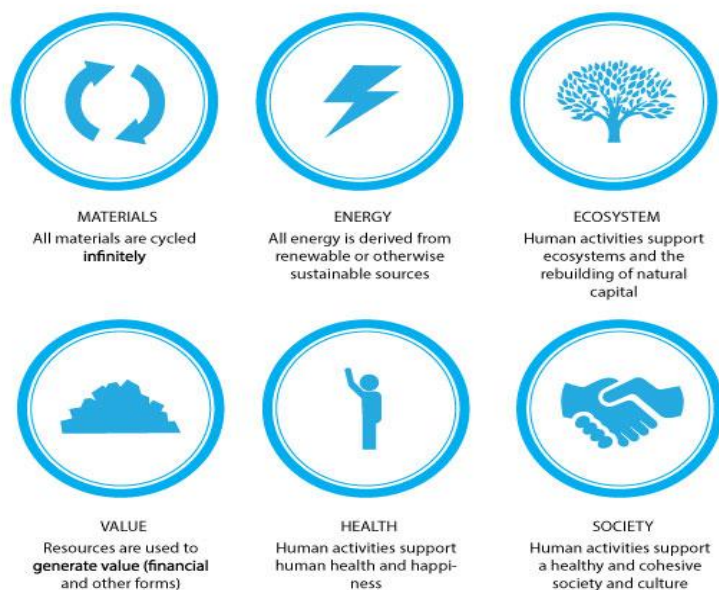 MATERIALS
All materials are cycled
infinitely
ENERGY
All energy is derived from
renewable or otherwise
sustainable sources
ECOSYSTEM
Human activities support
ecosystems and the
rebuilding of natural
capital
VALUE
Resources are used to
generate value (financial
and other forms)
HEALTH
Human activities support
human health and happi-
ness
SOCIETY
Human activities support
a healthy and cohesive
society and culture